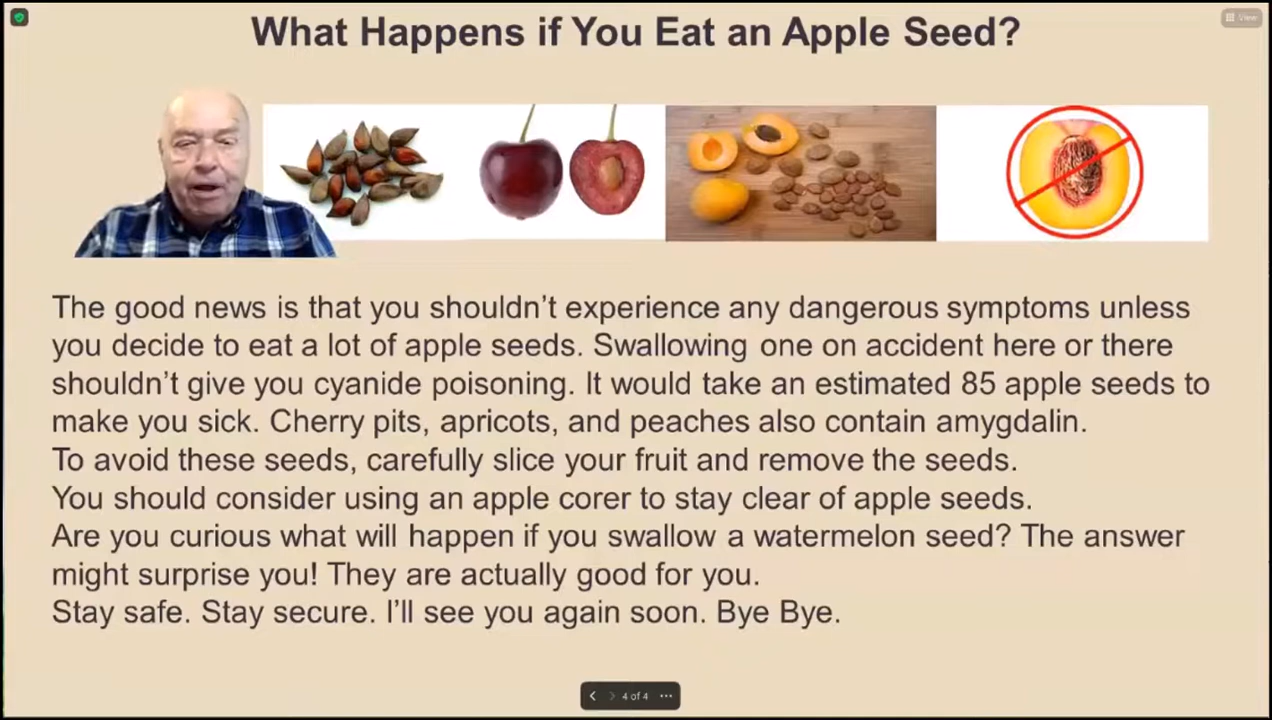 View
What Happens if You Eat an Apple Seed?
The good news is that you shouldn’t experience any dangerous symptoms unless
you decide to eat a lot of apple seeds. Swallowing one on accident here or there
shouldn’t give you cyanide poisoning. It would take an estimated 85 apple seeds to
make you sick. Cherry pits, apricots, and peaches also contain amygdalin.
To avoid these seeds, carefully slice your fruit and remove the seeds.
You should consider using an apple corer to stay clear of apple seeds.
Are you curious what will happen if you swallow a watermelon seed? The answer
might surprise you! They are actually good for you.
Stay safe. Stay secure. I’ll see you again soon. Bye Bye.
4 of 4